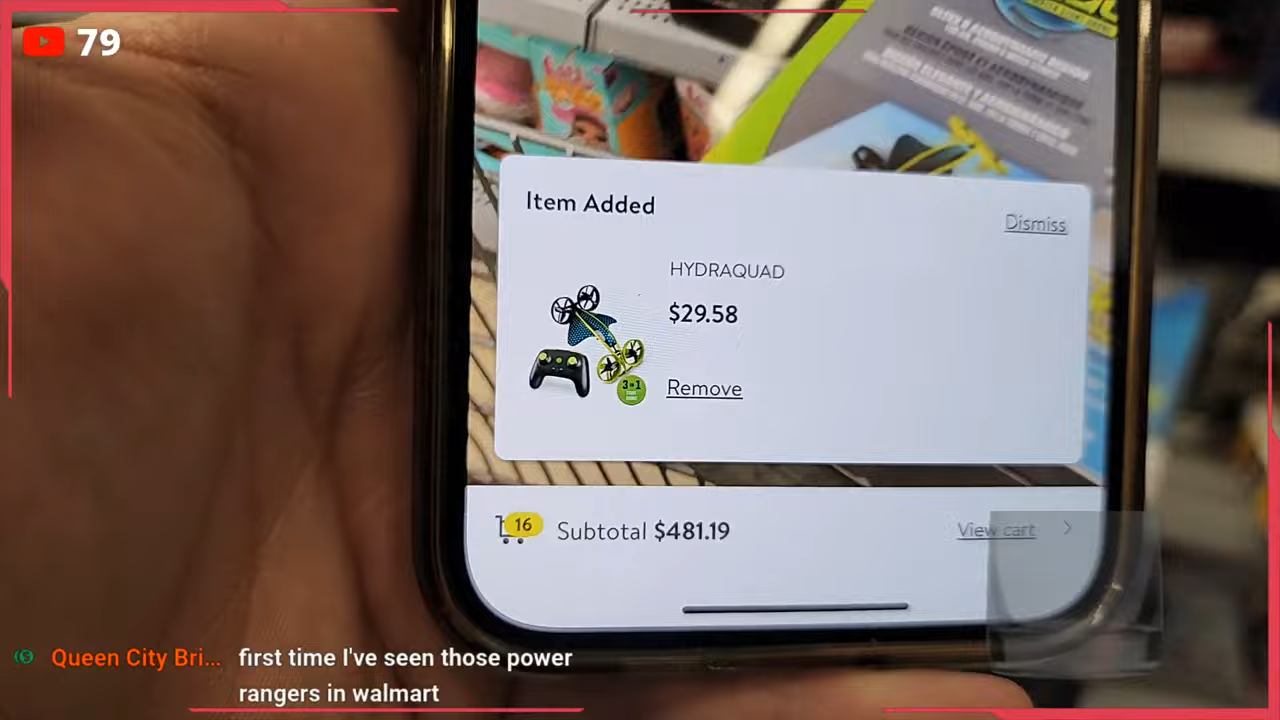 79
Item Added
Dismiss
HYDRAQUAD
$29.58
3 in 1
Remove
16
Subtotal $481.19
View cart
Queen City Bri...
first time I've seen those power
rangers in walmart